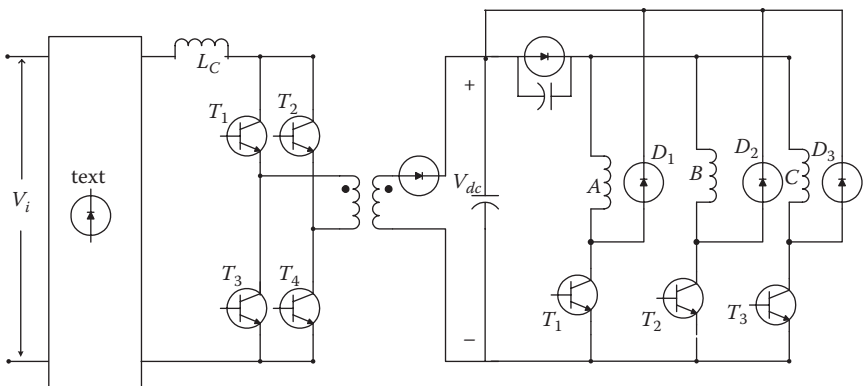 L_C
T_1
T_2
+
D_1
D_2
D_3
text
V_dc
A
B
C
V_i
T_3
T_4
T_1
T_2
T_3
−